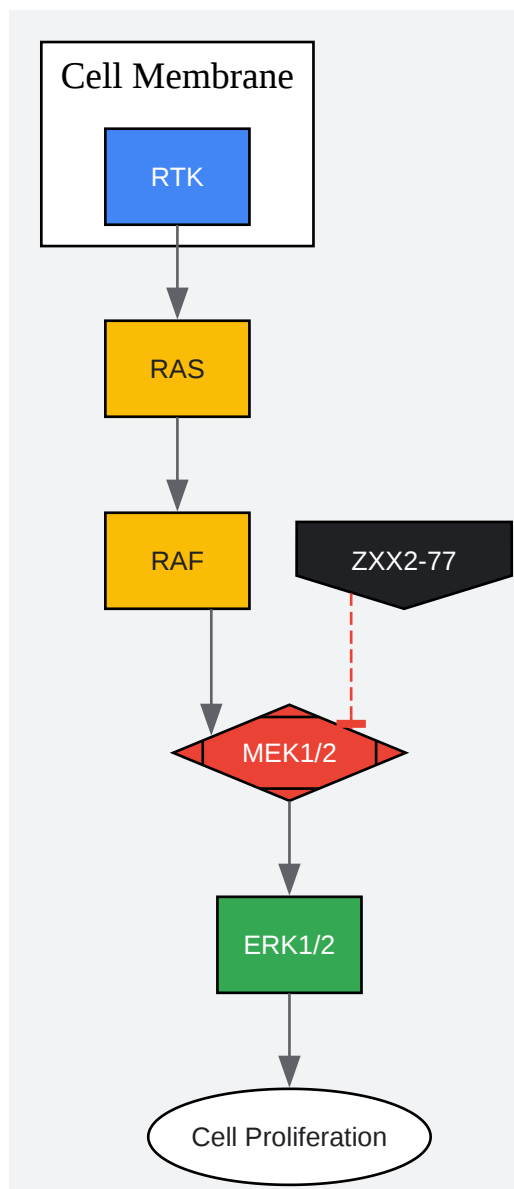 Cell Membrane
RTK
RAS
RAF
ZXX2-77
MEK1/2
ERK1/2
Cell Proliferation